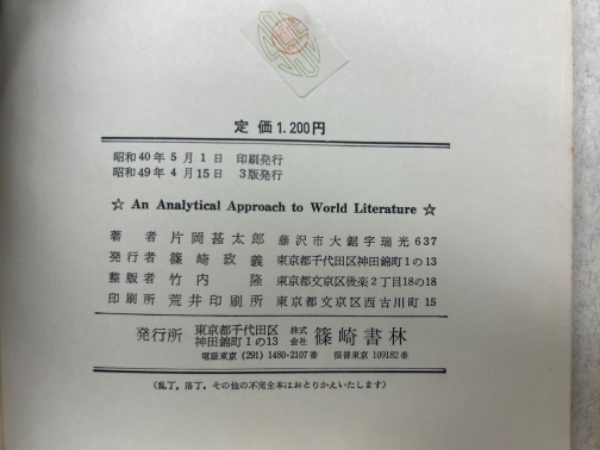 定価1.200円
昭和40年5月1日 印刷発行
昭和49年4月15日 3版発行
☆ An Analytical Approach to World Literature ☆
著者 片岡甚太郎 藤沢市大鋸字瑞光637
発行者 篠崎政義 東京都千代田区神田錦町1の13
整版者 竹内隆 東京都文京区後楽2丁目18の18
印刷所 荒井印刷所 東京都文京区西古川町15
発行所 東京都千代田区神田錦町1の13 株式会社 篠崎書林
電話東京(291)1480-2107番 振替東京109182番
(乱丁,落丁,その他の不完全本はおとりかえいたします)